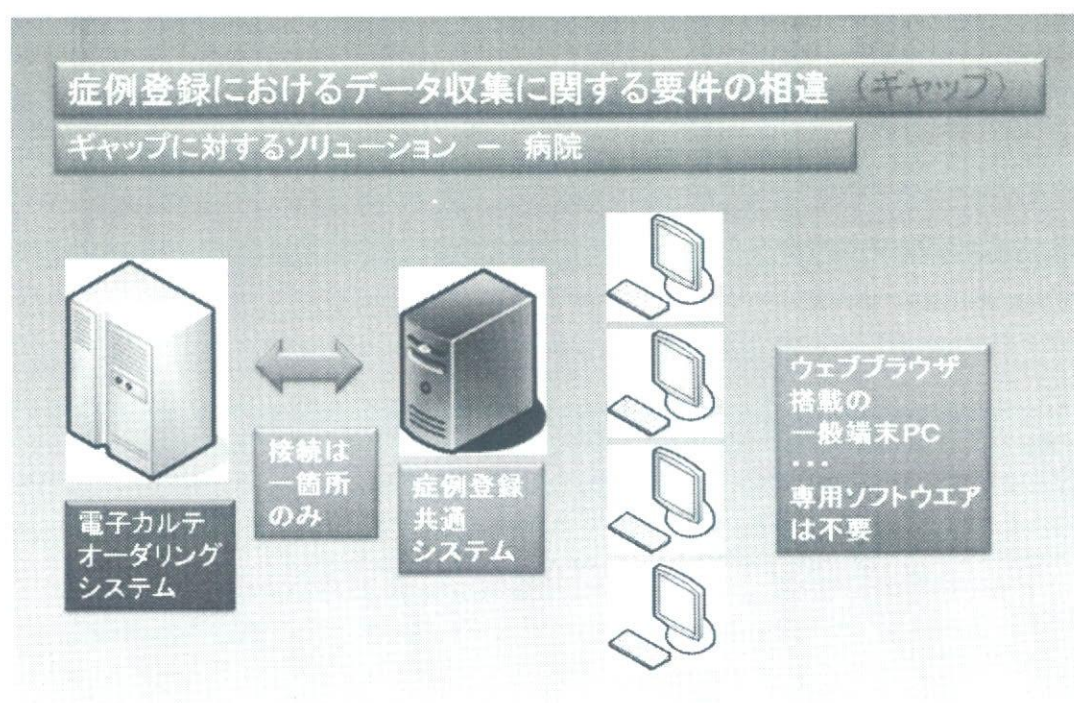 症例登録におけるデータ収集に関する要件の相違（ギャップ）
ギャップに対するソリューション － 病院
電子カルテ
オーダリング
システム
接続は
一箇所
のみ
症例登録
共通
システム
ウェブブラウザ
搭載の
一般端末PC
・・・
専用ソフトウエア
は不要